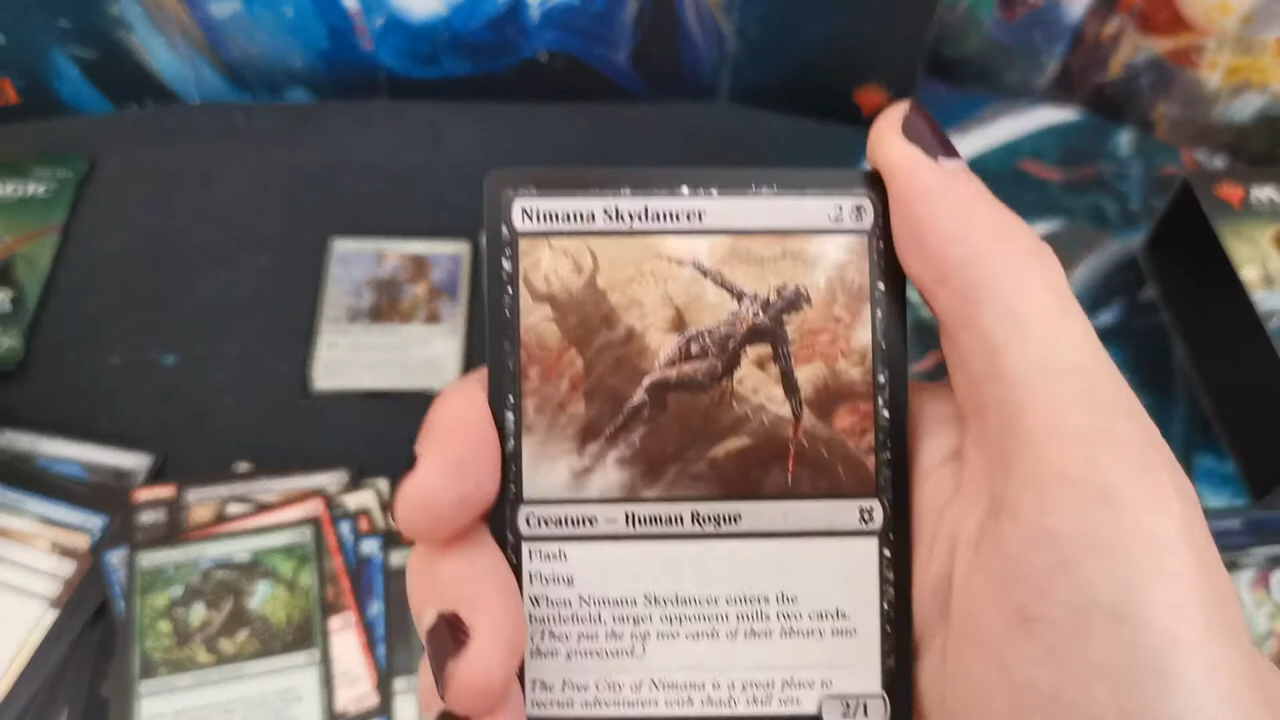 Nimana Skydancer 2
Creature — Human Rogue
Flash
Flying
When Nimana Skydancer enters the
battlefield, target opponent mills two cards.
(They put the top two cards of their library into
their graveyard.)
The Free City of Nimana is a great place to
recruit adventurers with shady skill sets.
2/1